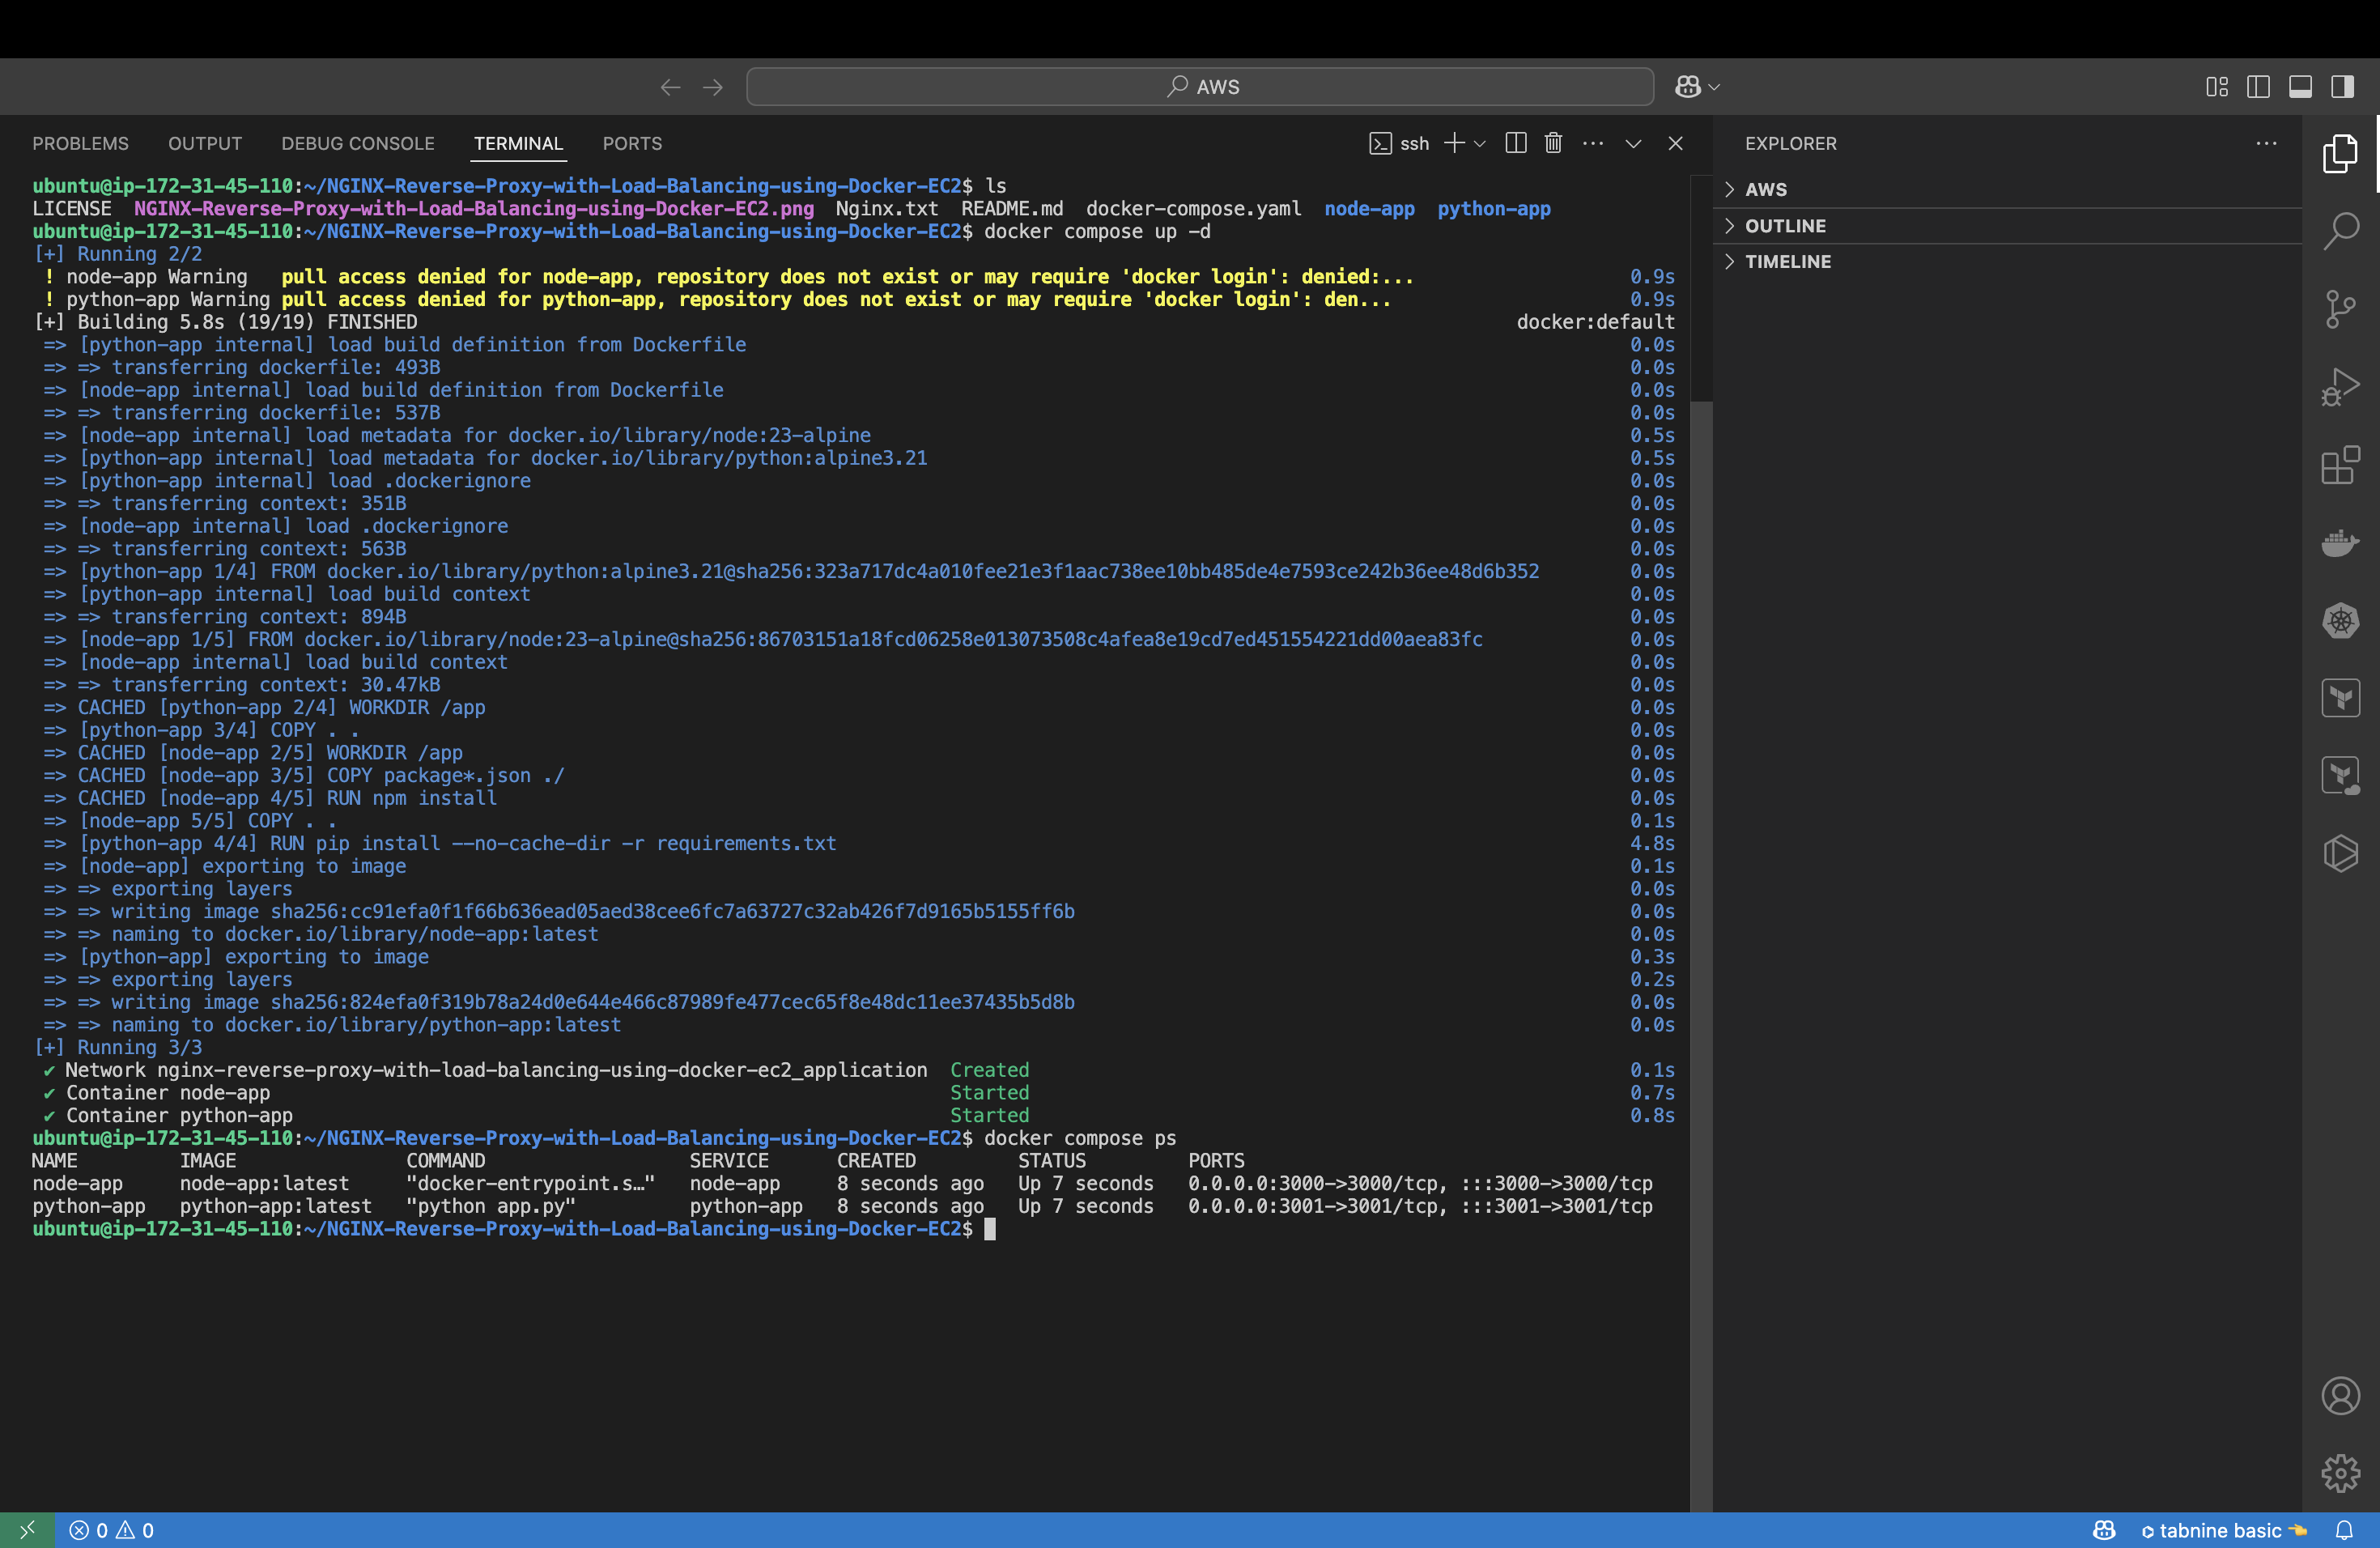 AWS
PROBLEMS OUTPUT DEBUG CONSOLE TERMINAL PORTS ssh
EXPLORER
AWS
OUTLINE
TIMELINE
ubuntu@ip-172-31-45-110:~/NGINX-Reverse-Proxy-with-Load-Balancing-using-Docker-EC2$ ls
LICENSE NGINX-Reverse-Proxy-with-Load-Balancing-using-Docker-EC2.png Nginx.txt README.md docker-compose.yaml node-app python-app
ubuntu@ip-172-31-45-110:~/NGINX-Reverse-Proxy-with-Load-Balancing-using-Docker-EC2$ docker compose up -d
[+] Running 2/2
! node-app Warning pull access denied for node-app, repository does not exist or may require 'docker login': denied:... 0.9s
! python-app Warning pull access denied for python-app, repository does not exist or may require 'docker login': den... 0.9s
[+] Building 5.8s (19/19) FINISHED docker:default
=> [python-app internal] load build definition from Dockerfile 0.0s
=> => transferring dockerfile: 493B 0.0s
=> [node-app internal] load build definition from Dockerfile 0.0s
=> => transferring dockerfile: 537B 0.0s
=> [node-app internal] load metadata for docker.io/library/node:23-alpine 0.5s
=> [python-app internal] load metadata for docker.io/library/python:alpine3.21 0.5s
=> [python-app internal] load .dockerignore 0.0s
=> => transferring context: 351B 0.0s
=> [node-app internal] load .dockerignore 0.0s
=> => transferring context: 563B 0.0s
=> [python-app 1/4] FROM docker.io/library/python:alpine3.21@sha256:323a717dc4a010fee21e3f1aac738ee10bb485de4e7593ce242b36ee48d6b352 0.0s
=> [python-app internal] load build context 0.0s
=> => transferring context: 894B 0.0s
=> [node-app 1/5] FROM docker.io/library/node:23-alpine@sha256:86703151a18fcd06258e013073508c4afea8e19cd7ed451554221dd00aea83fc 0.0s
=> [node-app internal] load build context 0.0s
=> => transferring context: 30.47kB 0.0s
=> CACHED [python-app 2/4] WORKDIR /app 0.0s
=> [python-app 3/4] COPY . . 0.0s
=> CACHED [node-app 2/5] WORKDIR /app 0.0s
=> CACHED [node-app 3/5] COPY package*.json ./ 0.0s
=> CACHED [node-app 4/5] RUN npm install 0.0s
=> [node-app 5/5] COPY . . 0.1s
=> [python-app 4/4] RUN pip install --no-cache-dir -r requirements.txt 4.8s
=> [node-app] exporting to image 0.1s
=> => exporting layers 0.0s
=> => writing image sha256:cc91efa0f1f66b636ead05aed38cee6fc7a63727c32ab426f7d9165b5155ff6b 0.0s
=> => naming to docker.io/library/node-app:latest 0.0s
=> [python-app] exporting to image 0.3s
=> => exporting layers 0.2s
=> => writing image sha256:824efa0f319b78a24d0e644e466c87989fe477cec65f8e48dc11ee37435b5d8b 0.0s
=> => naming to docker.io/library/python-app:latest 0.0s
[+] Running 3/3
✔ Network nginx-reverse-proxy-with-load-balancing-using-docker-ec2_application Created 0.1s
✔ Container node-app Started 0.7s
✔ Container python-app Started 0.8s
ubuntu@ip-172-31-45-110:~/NGINX-Reverse-Proxy-with-Load-Balancing-using-Docker-EC2$ docker compose ps
NAME IMAGE COMMAND SERVICE CREATED STATUS PORTS
node-app node-app:latest "docker-entrypoint.s…" node-app 8 seconds ago Up 7 seconds 0.0.0.0:3000->3000/tcp, :::3000->3000/tcp
python-app python-app:latest "python app.py" python-app 8 seconds ago Up 7 seconds 0.0.0.0:3001->3001/tcp, :::3001->3001/tcp
ubuntu@ip-172-31-45-110:~/NGINX-Reverse-Proxy-with-Load-Balancing-using-Docker-EC2$
0 0 tabnine basic